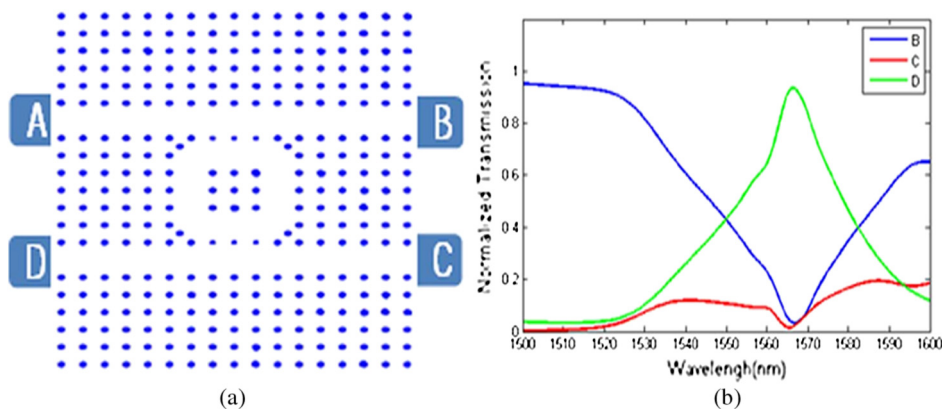 A
B
D
C
(a)
Normalized Transmission
1
0.8
0.6
0.4
0.2
0
1500 1510 1520 1530 1540 1550 1560 1570 1580 1590 1600
Wavelengh(nm)
B
C
D
(b)